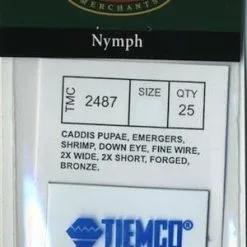 MERCHANTS
Nymph
TMC 2487 SIZE QTY 25
CADDIS PUPAE, EMERGERS,
SHRIMP, DOWN EYE, FINE WIRE,
2X WIDE, 2X SHORT, FORGED,
BRONZE.
TIEMCO®